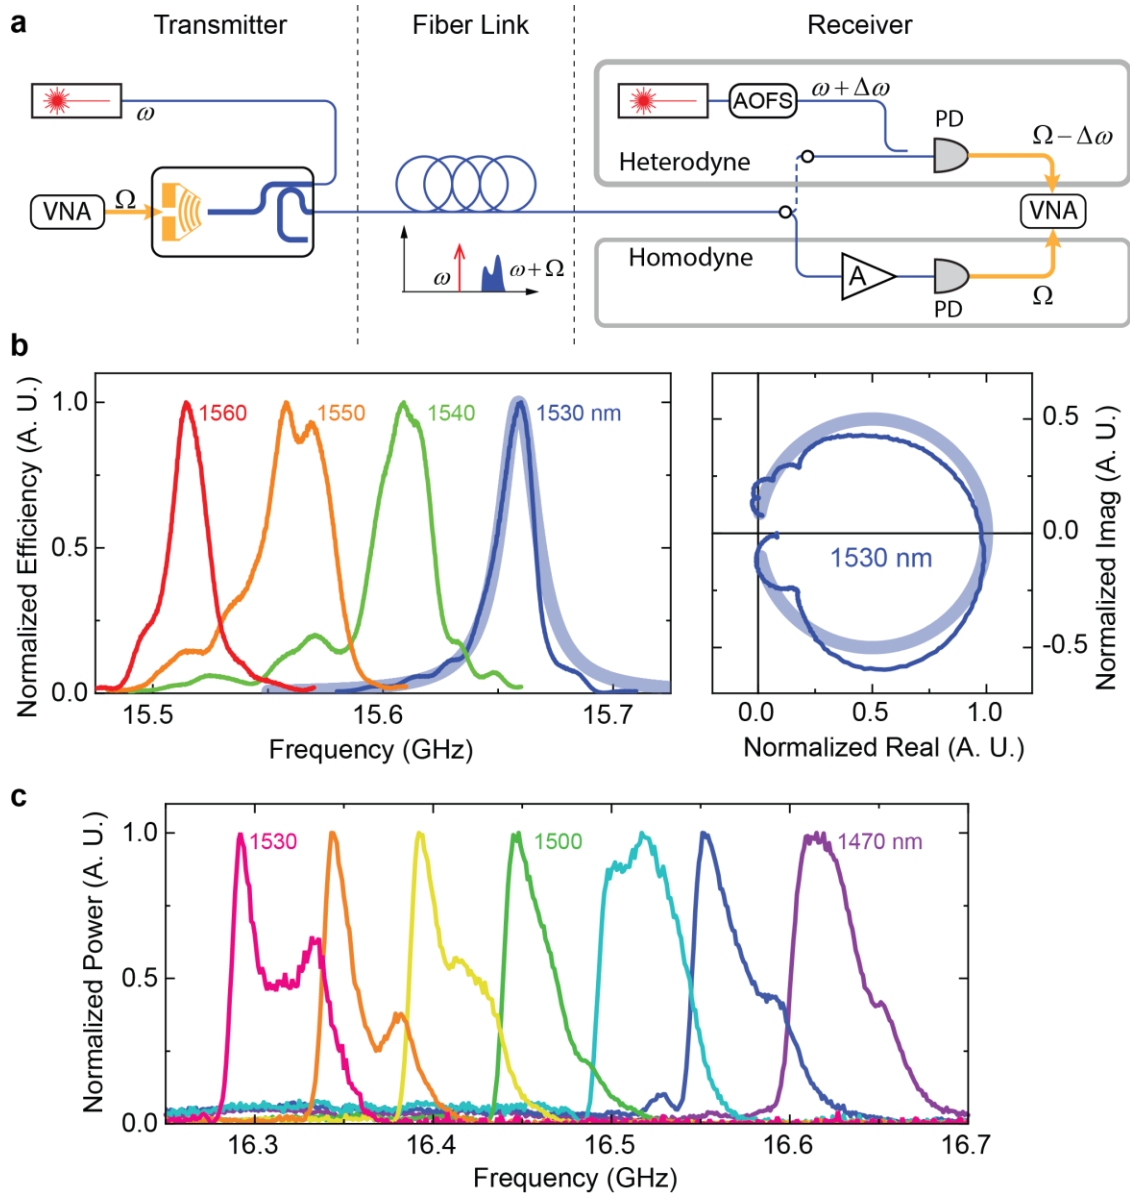 a
Transmitter
Fiber Link
Receiver
ω
AOFS
ω + Δω
PD
Ω − Δω
Heterodyne
VNA
Ω
VNA
ω
ω + Ω
Homodyne
A
PD
Ω
b
Normalized Efficiency (A. U.)
1.0
0.5
0.0
1560
1550
1540
1530 nm
15.5
15.6
15.7
Frequency (GHz)
0.5
0.0
-0.5
Normalized Imag (A. U.)
1530 nm
0.0
0.5
1.0
Normalized Real (A. U.)
c
Normalized Power (A. U.)
1.0
0.5
0.0
1530
1500
1470 nm
16.3
16.4
16.5
16.6
16.7
Frequency (GHz)